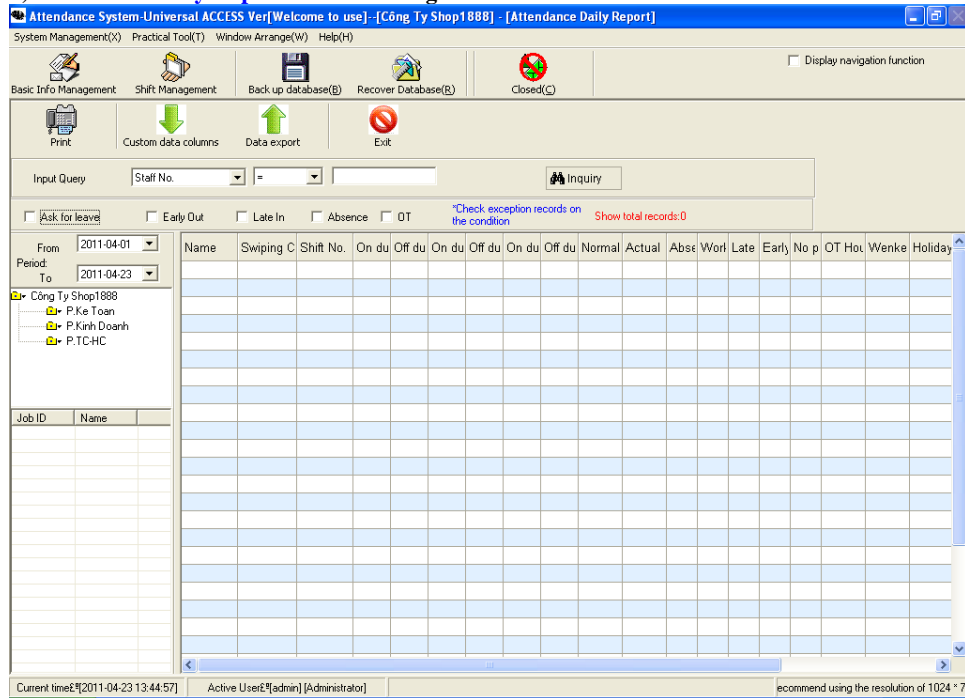 Attendance System-Universal ACCESS Ver[Welcome to use]--[Công Ty Shop1888] - [Attendance Daily Report]
System Management(X) Practical Tool(T) Window Arrange(W) Help(H)
Basic Info Management Shift Management Back up database(B) Recover Database(R) Closed(C) Display navigation function
Print Custom data columns Data export Exit
Input Query Staff No. = Inquiry
Ask for leave Early Out Late In Absence OT *Check exception records on the condition Show total records:0
From 2011-04-01
Period:
To 2011-04-23
Name Swiping C Shift No. On du Off du On du Off du On du Off du Normal Actual Abse Worl Late Early No p OT Hou Wenke Holiday
Công Ty Shop1888
P.Ke Toan
P.Kinh Doanh
P.TC-HC
Job ID Name
Current time£º[2011-04-23 13:44:57] Active User£º[admin] [Administrator] ecommend using the resolution of 1024 * 7